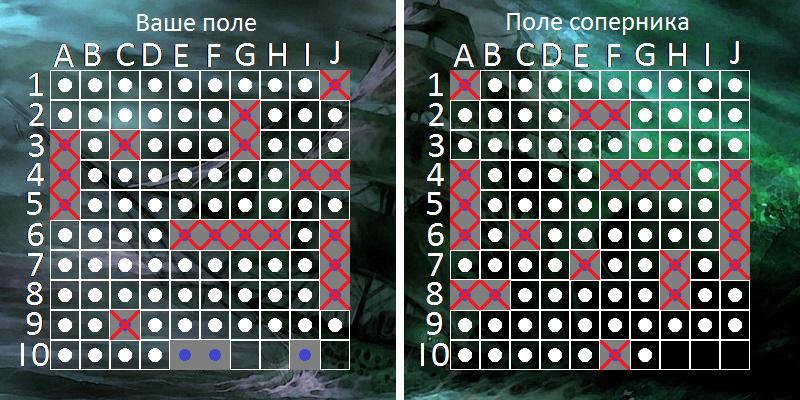 Ваше поле
Поле соперника
A B C D E F G H I J
A B C D E F G H I J
1 1
2 2
3 3
4 4
5 5
6 6
7 7
8 8
9 9
10 10